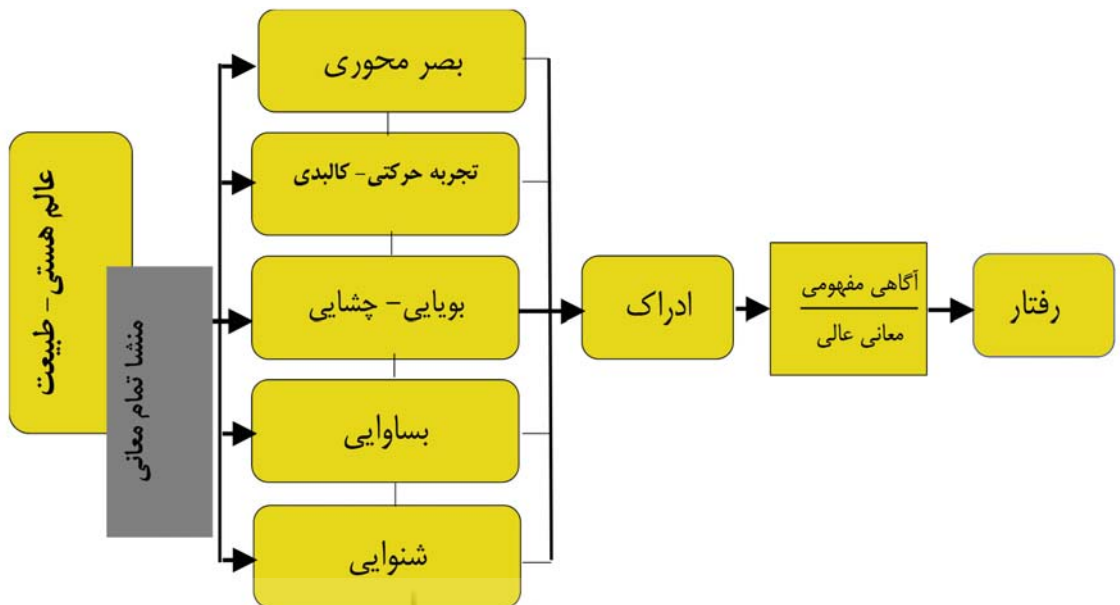 عالم هستی - طبیعت
منشا تمام معانی
بصر محوری
تجربه حرکتی- کالبدی
بویایی- چشایی
بساوایی
شنوایی
ادراک
آگاهی مفهومی
معانی عالی
رفتار